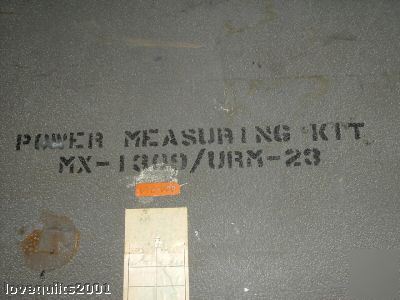 POWER MEASURING KIT
MX-1309/URM-23
lovequilts2001